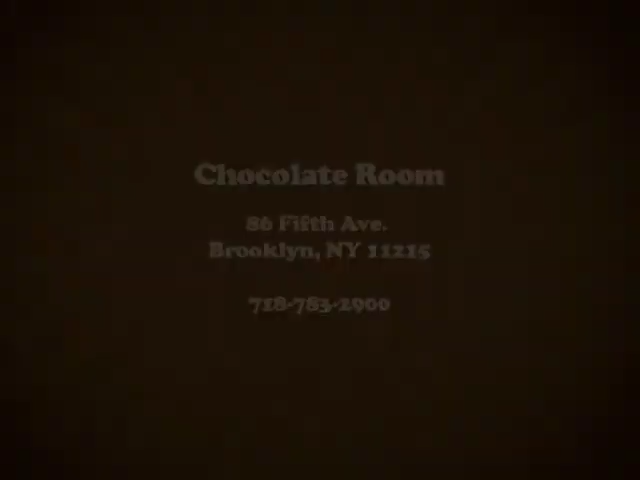 Chocolate Room
86 Fifth Ave.
Brooklyn, NY 11215
718-783-2900